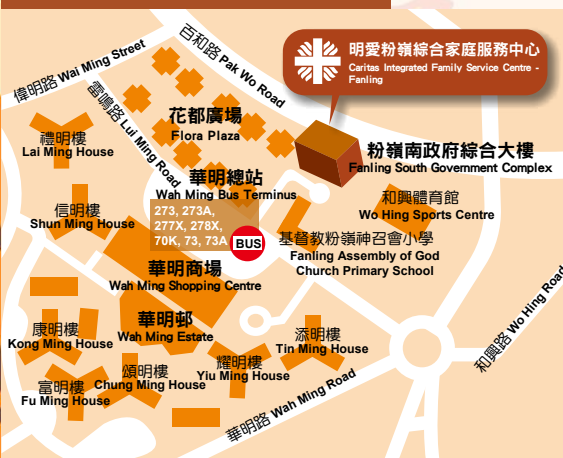 明愛粉嶺綜合家庭服務中心
Caritas Integrated Family Service Centre -
Fanling
百和路 Pak Wo Road
偉明路 Wai Ming Street
雷鳴路 Lui Ming Road
花都廣場
Flora Plaza
禮明樓
Lai Ming House
粉嶺南政府綜合大樓
Fanling South Government Complex
華明總站
Wah Ming Bus Terminus
273, 273A,
277X, 278X,
70K, 73, 73A
BUS
和興體育館
Wo Hing Sports Centre
信明樓
Shun Ming House
基督教粉嶺神召會小學
Fanling Assembly of God
Church Primary School
華明商場
Wah Ming Shopping Centre
華明邨
Wah Ming Estate
康明樓
Kong Ming House
添明樓
Tin Ming House
和興路 Wo Hing Road
頌明樓
Chung Ming House
耀明樓
Yiu Ming House
富明樓
Fu Ming House
華明路 Wah Ming Road